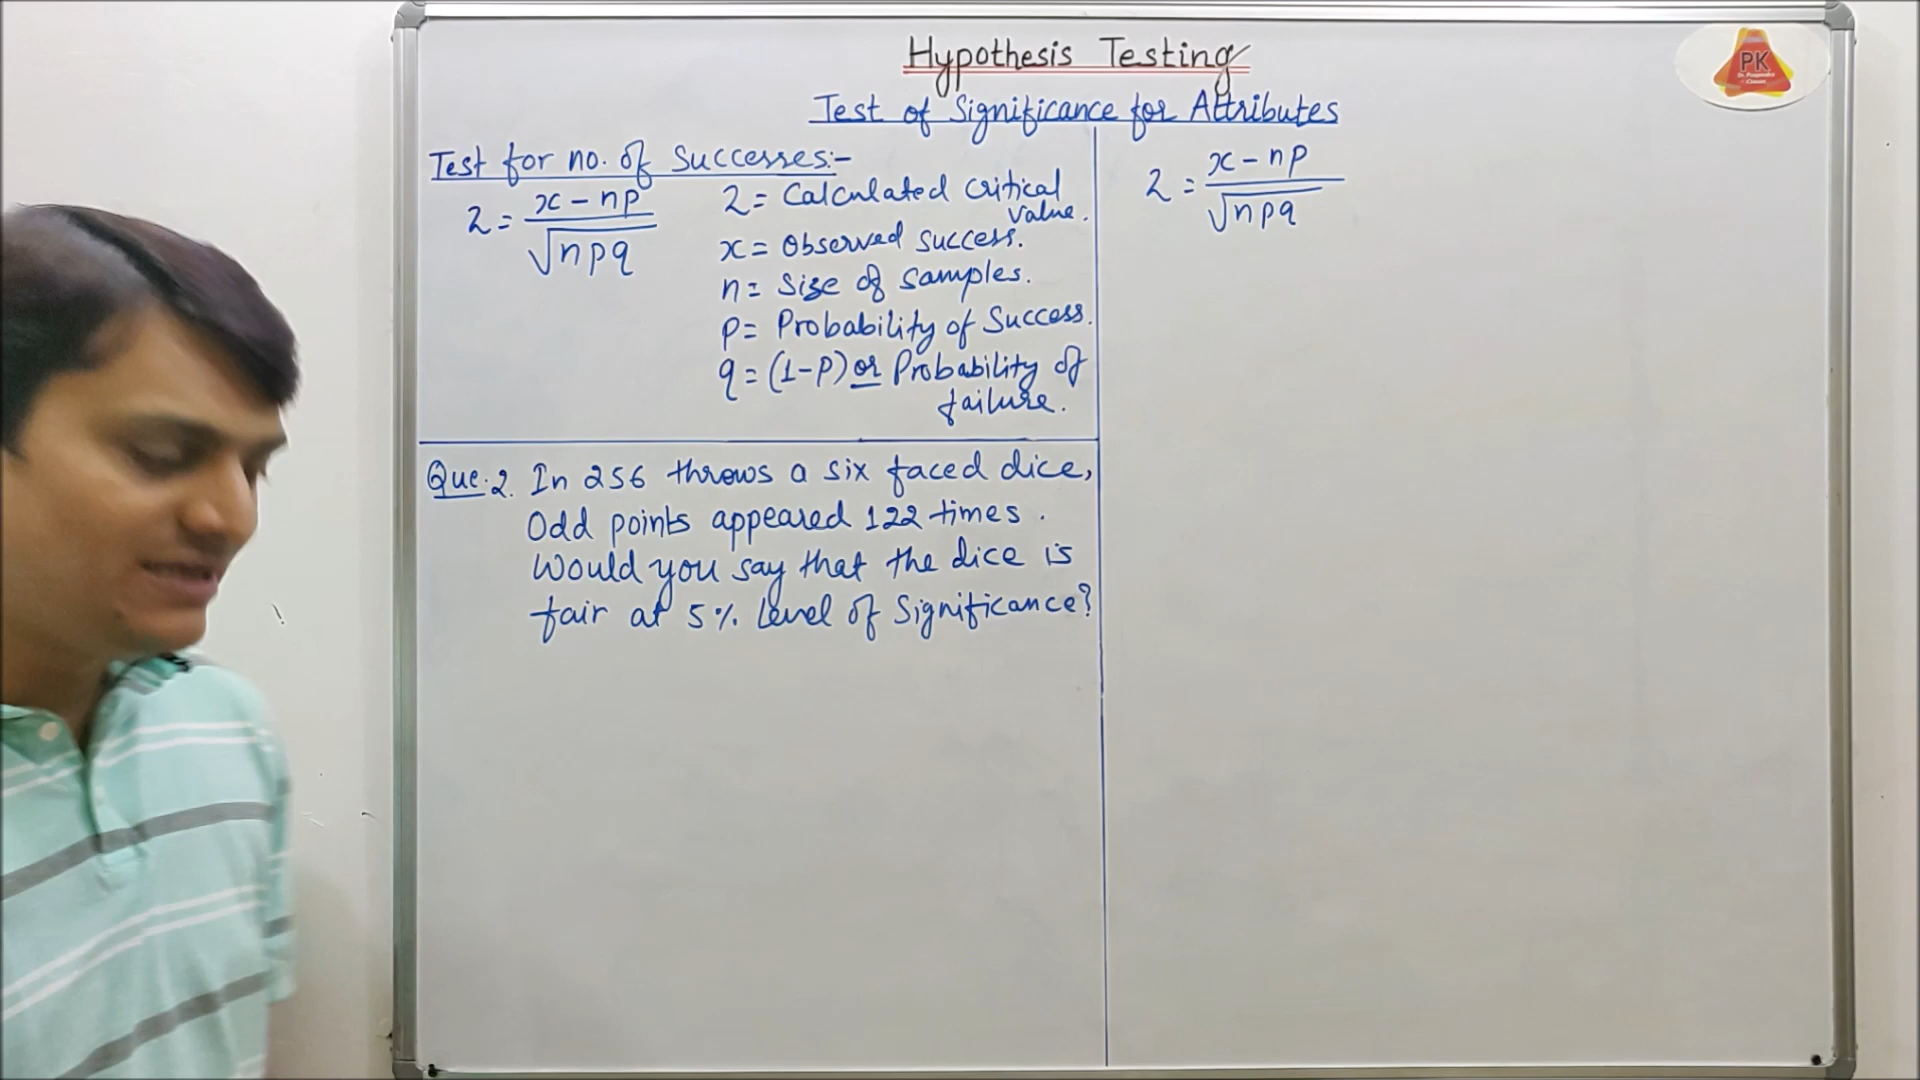 Hypothesis Testing
Test of Significance for Attributes
PK
Test for no. of Successes:-
Z = x - np / √npq
Z = Calculated critical value.
x = Observed success.
n = Size of samples.
p = Probability of Success.
q = (1-P) or Probability of failure.
Que.2. In 256 throws a six faced dice,
Odd points appeared 122 times.
Would you say that the dice is
fair at 5% level of Significance?
Z = x - np / √npq